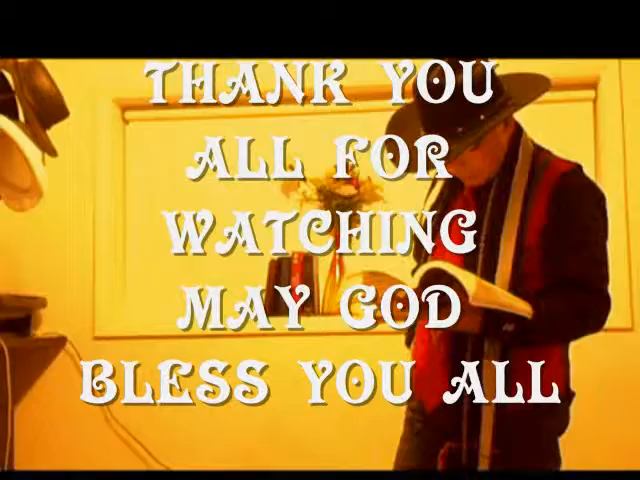 THANK YOU
ALL FOR
WATCHING
MAY GOD
BLESS YOU ALL